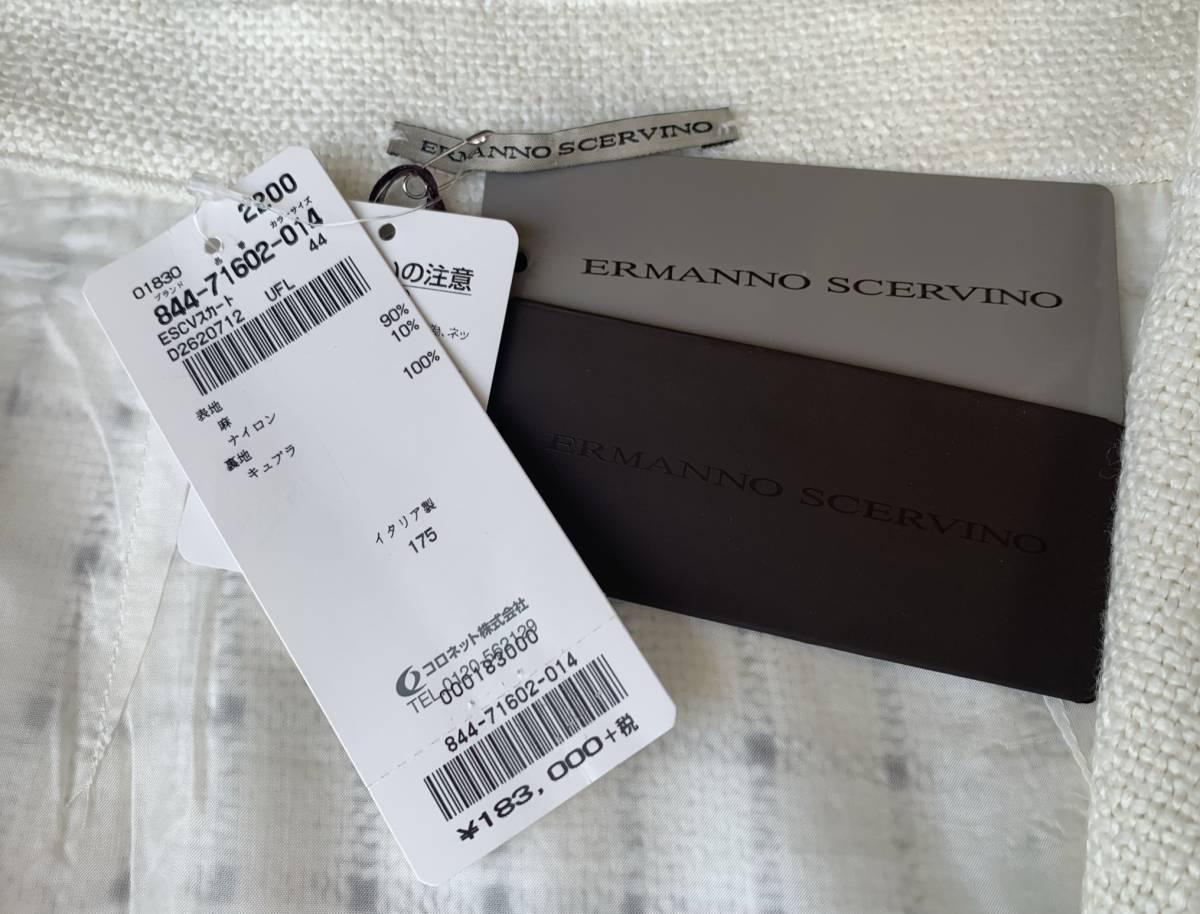 ERMANNO SCERVINO
ERMANNO SCERVINO
ERMANNO SCERVINO
2200
01830
ブランド 品番 カラーサイズ
844-71602-014
44
ESCVスカート UFL
D2620712
表地
麻 90%
ナイロン 10%
裏地
キュプラ 100%
イタリア製
175
コロネット株式会社
TEL 0120-562120
000183000
844-71602-014
¥183,000+税
の注意
ネッ